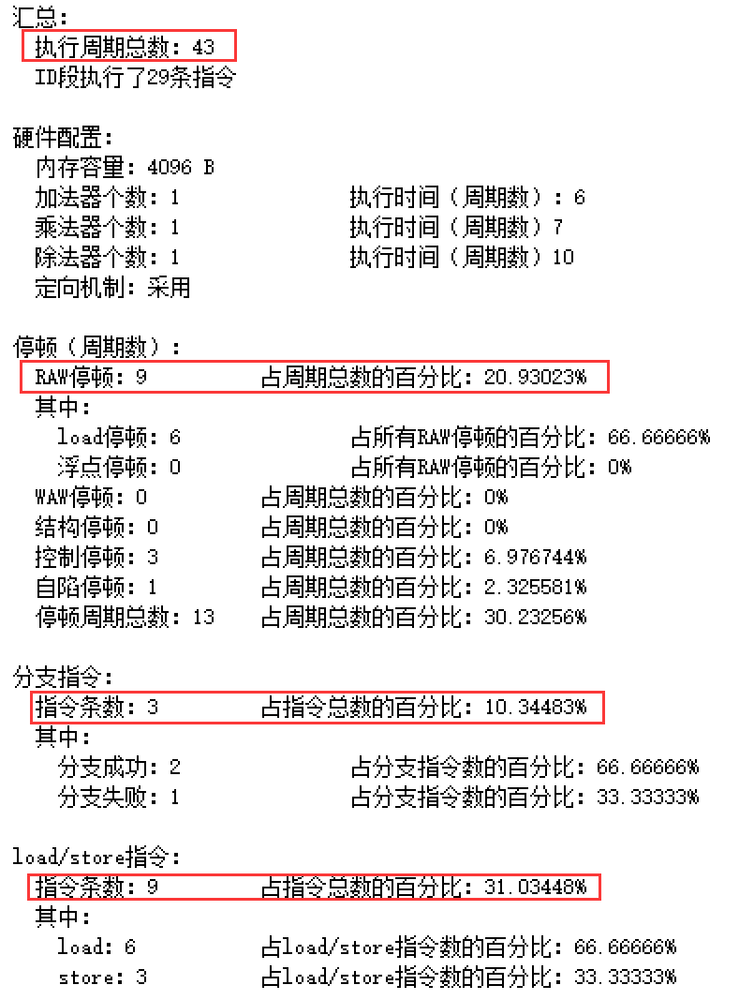 汇总：
执行周期总数：43
ID段执行了29条指令
硬件配置：
内存容量：4096 B
加法器个数：1 执行时间（周期数）：6
乘法器个数：1 执行时间（周期数）7
除法器个数：1 执行时间（周期数）10
定向机制：采用
停顿（周期数）：
RAW停顿：9 占周期总数的百分比：20.93023%
其中：
load停顿：6 占所有RAW停顿的百分比：66.66666%
浮点停顿：0 占所有RAW停顿的百分比：0%
WAW停顿：0 占周期总数的百分比：0%
结构停顿：0 占周期总数的百分比：0%
控制停顿：3 占周期总数的百分比：6.976744%
自陷停顿：1 占周期总数的百分比：2.325581%
停顿周期总数：13 占周期总数的百分比：30.23256%
分支指令：
指令条数：3 占指令总数的百分比：10.34483%
其中：
分支成功：2 占分支指令数的百分比：66.66666%
分支失败：1 占分支指令数的百分比：33.33333%
load/store指令：
指令条数：9 占指令总数的百分比：31.03448%
其中：
load：6 占load/store指令数的百分比：66.66666%
store：3 占load/store指令数的百分比：33.33333%